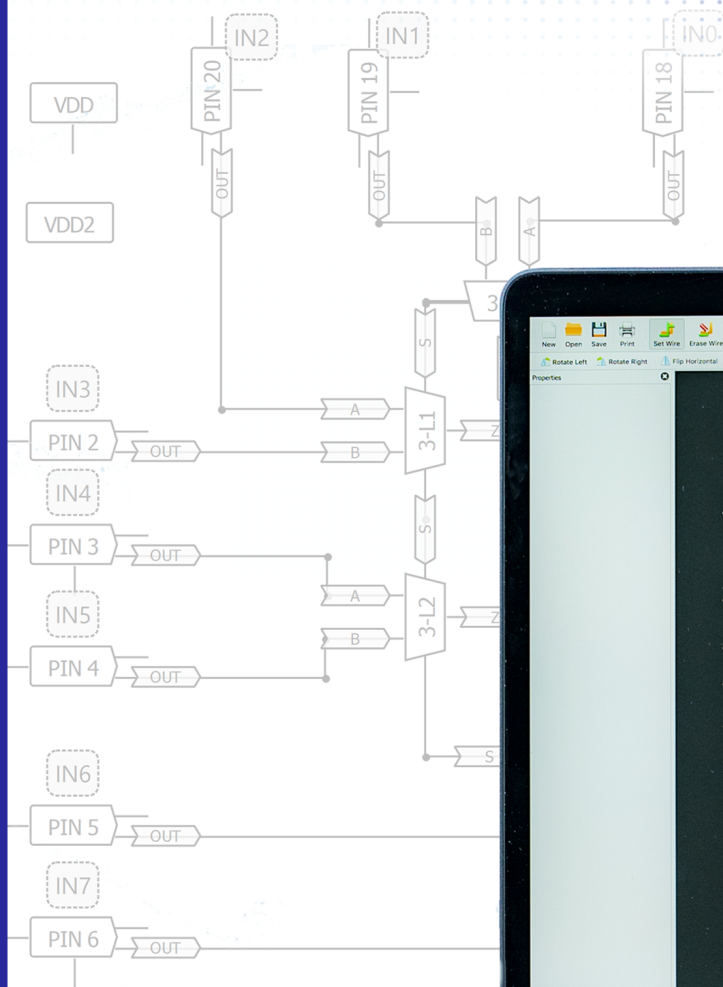 IN2
IN1
IN0
PIN 20
PIN 19
PIN 18
VDD
OUT
OUT
OUT
VDD2
B
A
3
S
New
Open
Save
Print
Set Wire
Erase Wire
Rotate Left
Rotate Right
Flip Horizontal
Properties
IN3
A
3-L1
Z
PIN 2
OUT
B
IN4
S
PIN 3
OUT
A
3-L2
Z
IN5
B
PIN 4
OUT
S
IN6
PIN 5
OUT
IN7
PIN 6
OUT